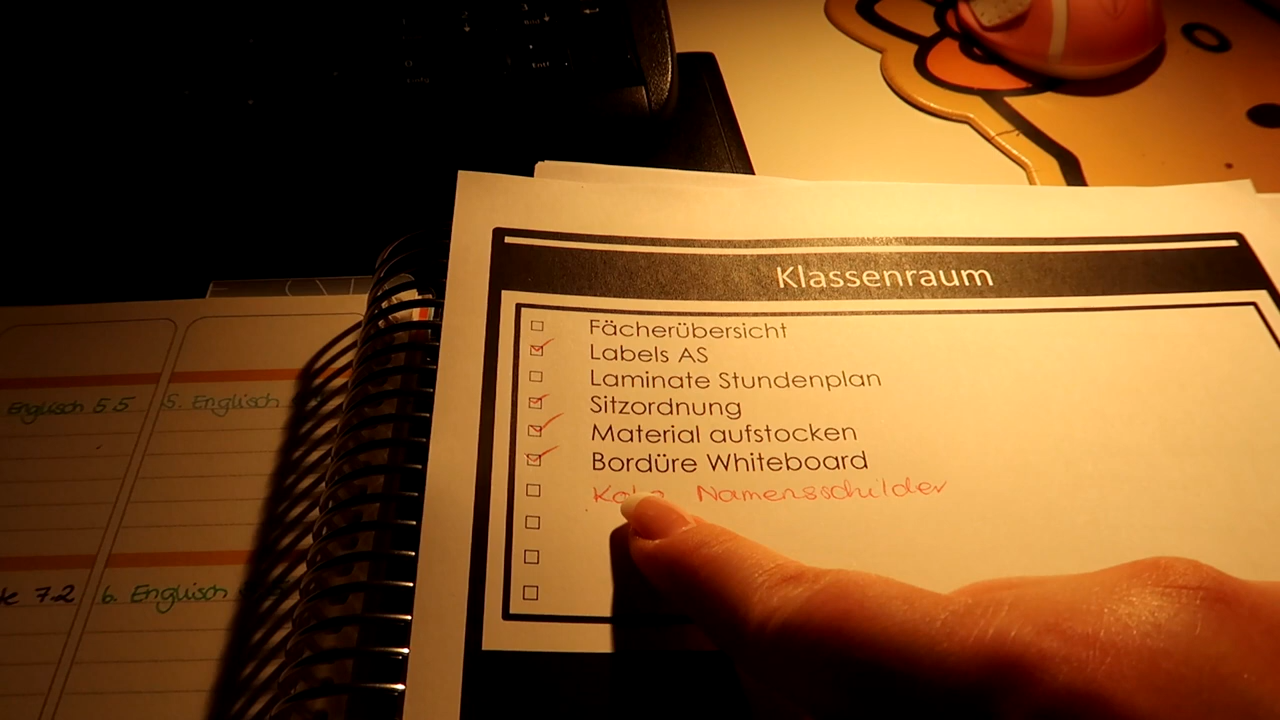 Klassenraum
Fächerübersicht
Labels AS
Laminate Stundenplan
Sitzordnung
Material aufstocken
Bordüre Whiteboard
Namensschilder
Englisch 5.5
5. Englisch
7.2
6. Englisch